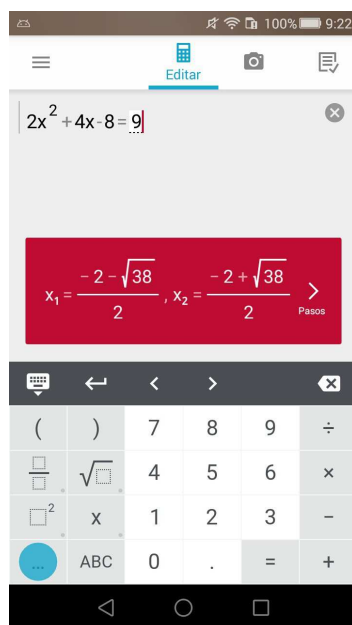 100% 9:22
Editar
2x² + 4x - 8 = 9
x₁ = (-2 - √38)/2 , x₂ = (-2 + √38)/2
Pasos
( ) 7 8 9 ÷
√ 4 5 6 ×
² x 1 2 3 −
... ABC 0 . = +